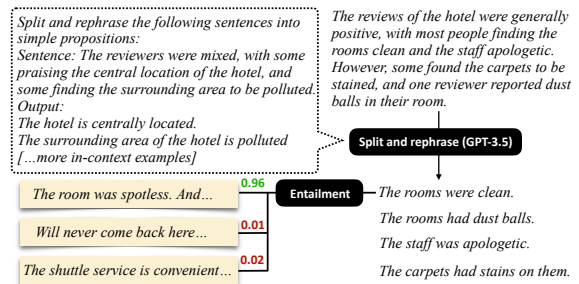 Split and rephrase the following sentences into
simple propositions:
Sentence: The reviewers were mixed, with some
praising the central location of the hotel, and
some finding the surrounding area to be polluted.
Output:
The hotel is centrally located.
The surrounding area of the hotel is polluted
[…more in-context examples]
The reviews of the hotel were generally
positive, with most people finding the
rooms clean and the staff apologetic.
However, some found the carpets to be
stained, and one reviewer reported dust
balls in their room.
Split and rephrase (GPT-3.5)
The room was spotless. And…
0.96
Will never come back here…
0.01
The shuttle service is convenient…
0.02
Entailment
The rooms were clean.
The rooms had dust balls.
The staff was apologetic.
The carpets had stains on them.